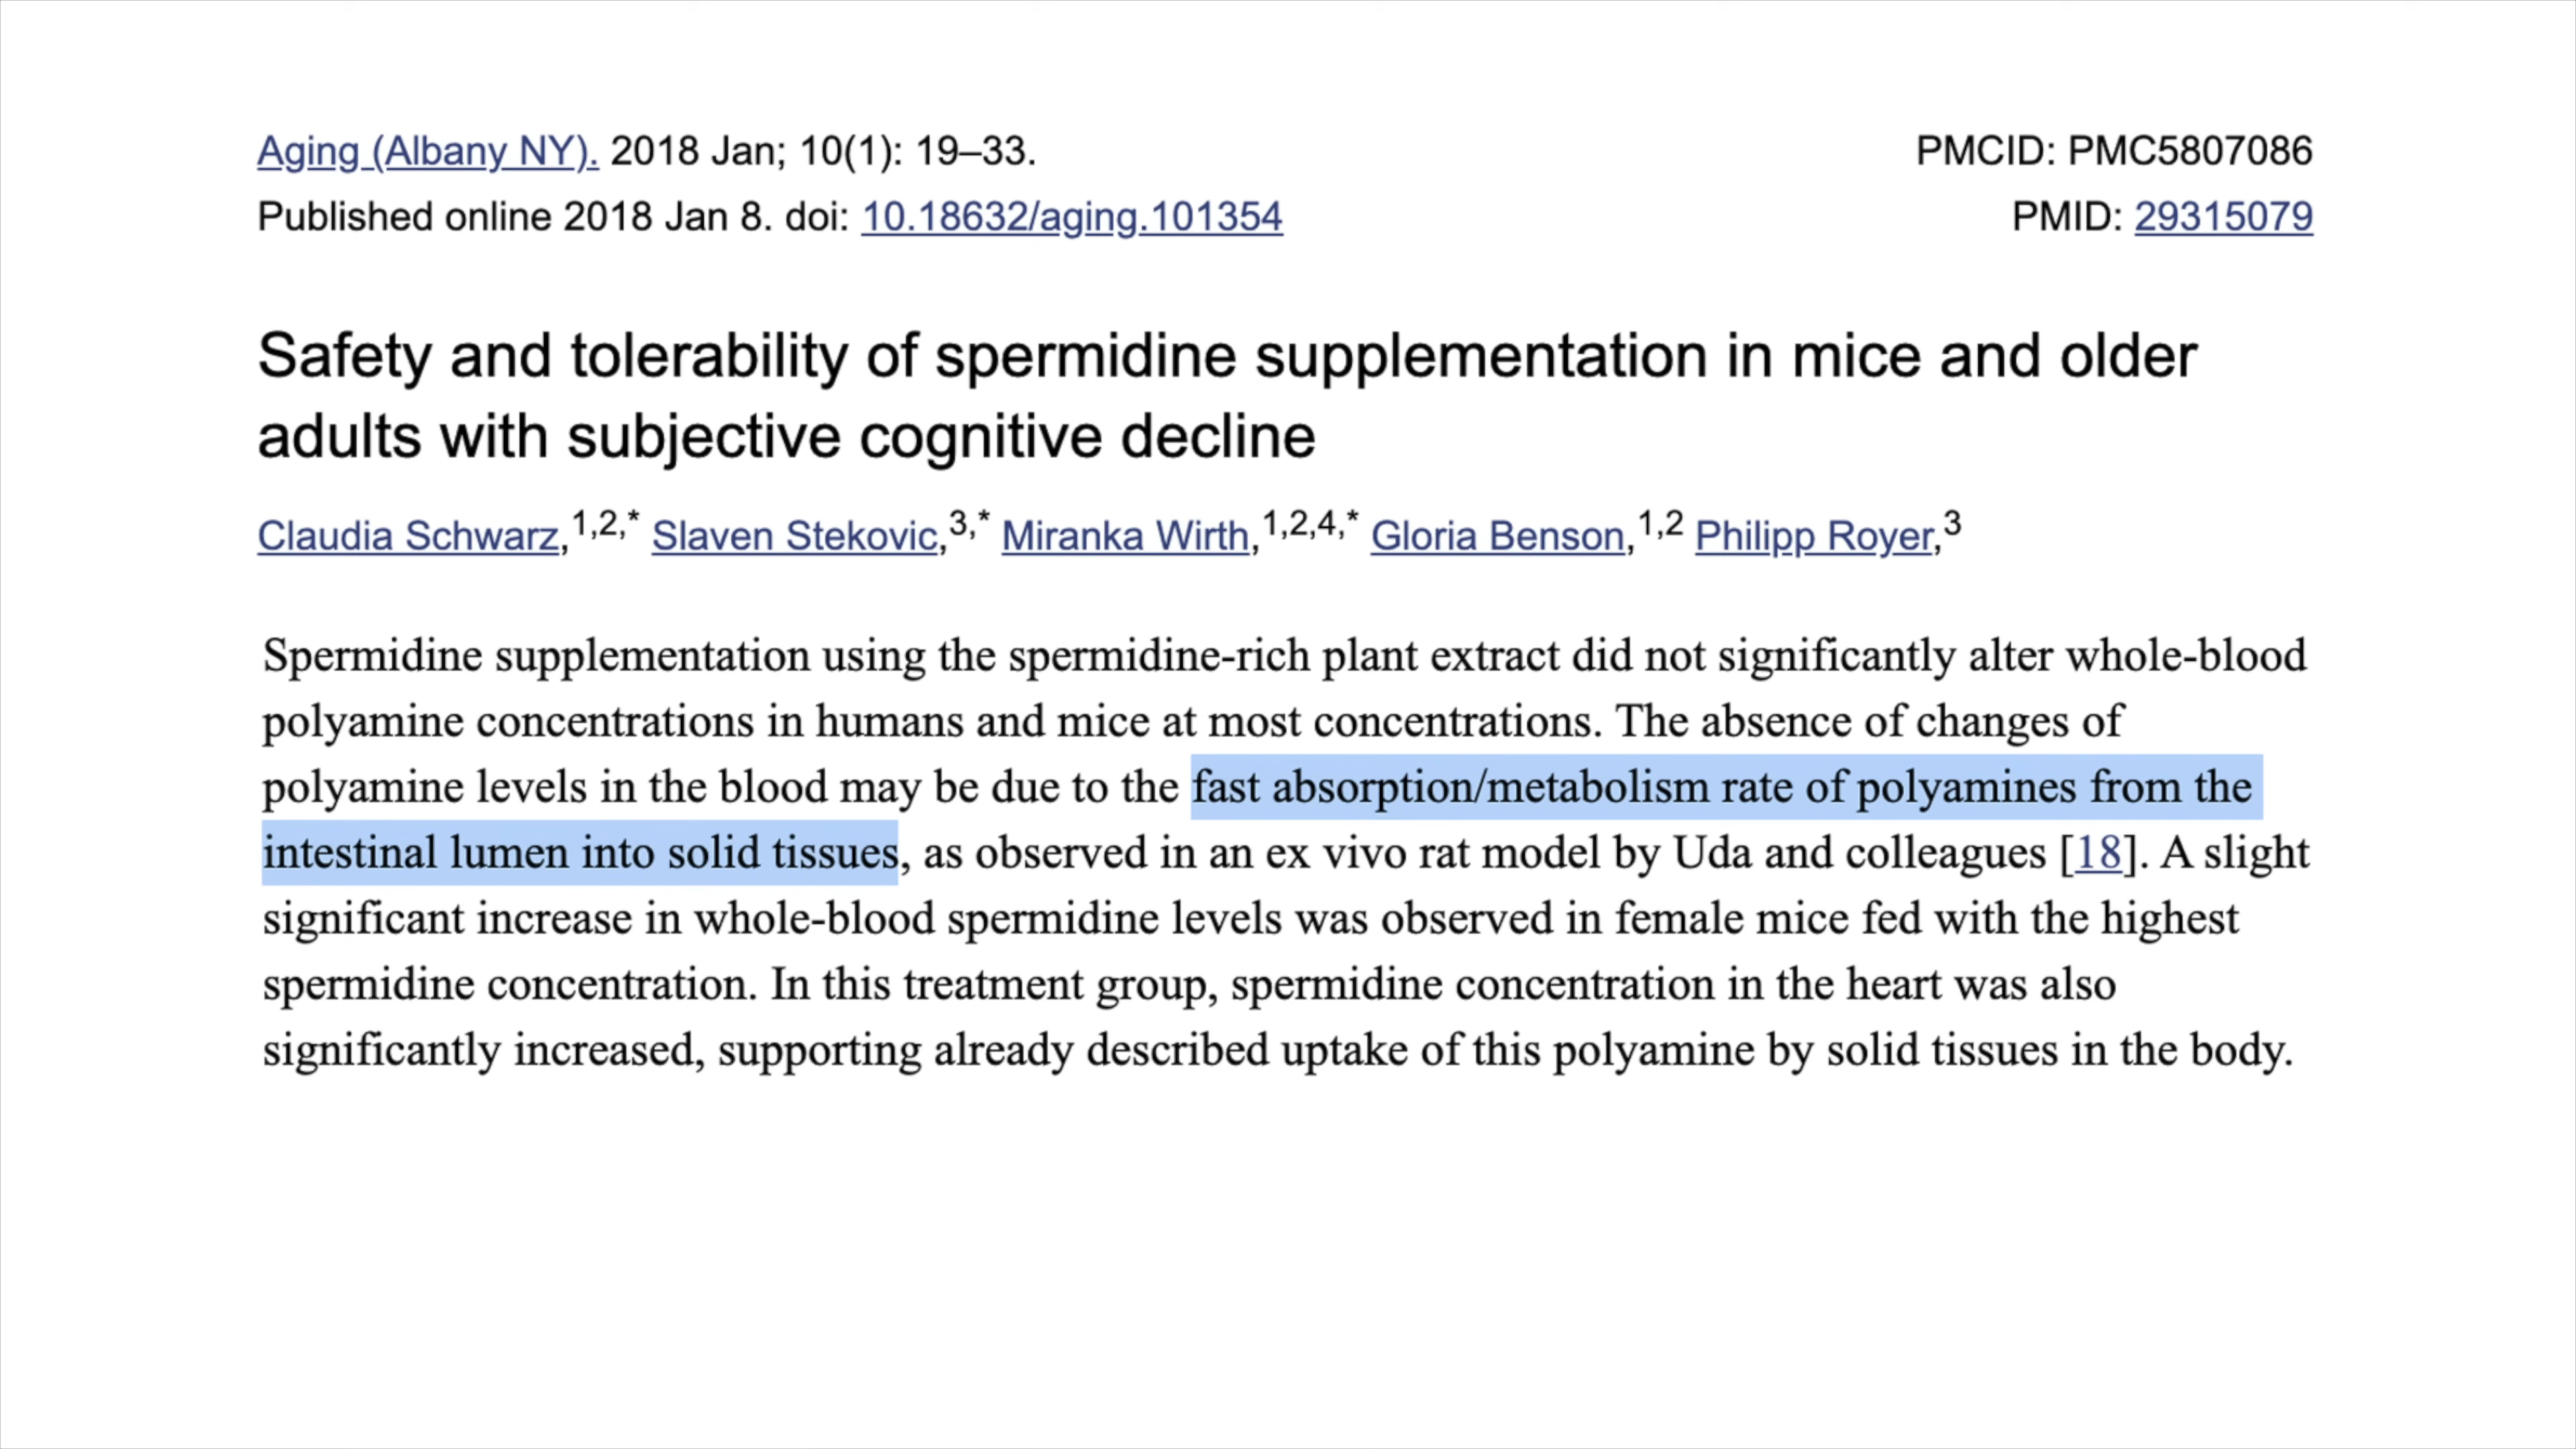 Aging (Albany NY). 2018 Jan; 10(1): 19–33.
PMCID: PMC5807086
Published online 2018 Jan 8. doi: 10.18632/aging.101354
PMID: 29315079
Safety and tolerability of spermidine supplementation in mice and older
adults with subjective cognitive decline
Claudia Schwarz,1,2,* Slaven Stekovic,3,* Miranka Wirth,1,2,4,* Gloria Benson,1,2 Philipp Royer,3
Spermidine supplementation using the spermidine-rich plant extract did not significantly alter whole-blood
polyamine concentrations in humans and mice at most concentrations. The absence of changes of
polyamine levels in the blood may be due to the fast absorption/metabolism rate of polyamines from the
intestinal lumen into solid tissues, as observed in an ex vivo rat model by Uda and colleagues [18]. A slight
significant increase in whole-blood spermidine levels was observed in female mice fed with the highest
spermidine concentration. In this treatment group, spermidine concentration in the heart was also
significantly increased, supporting already described uptake of this polyamine by solid tissues in the body.